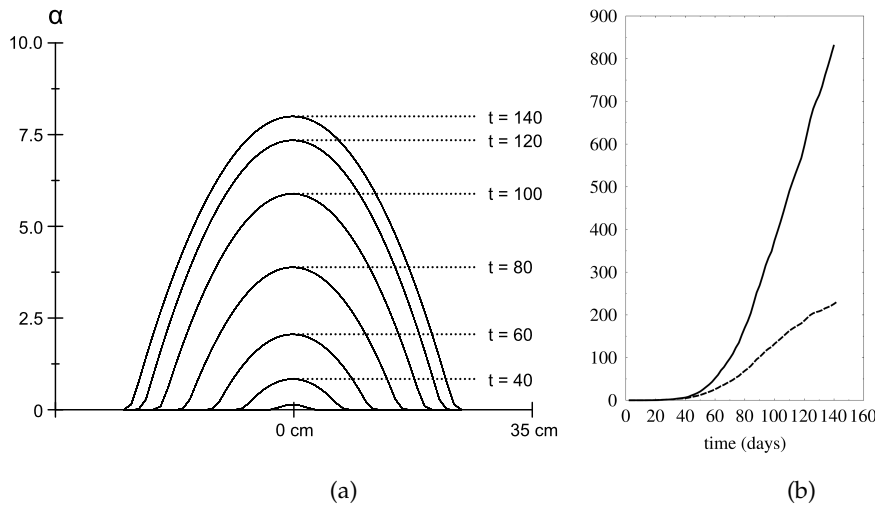 α
10.0
7.5
5.0
2.5
0
t = 140
t = 120
t = 100
t = 80
t = 60
t = 40
0 cm
35 cm
(a)
900
800
700
600
500
400
300
200
100
0
0 20 40 60 80 100 120 140 160
time (days)
(b)